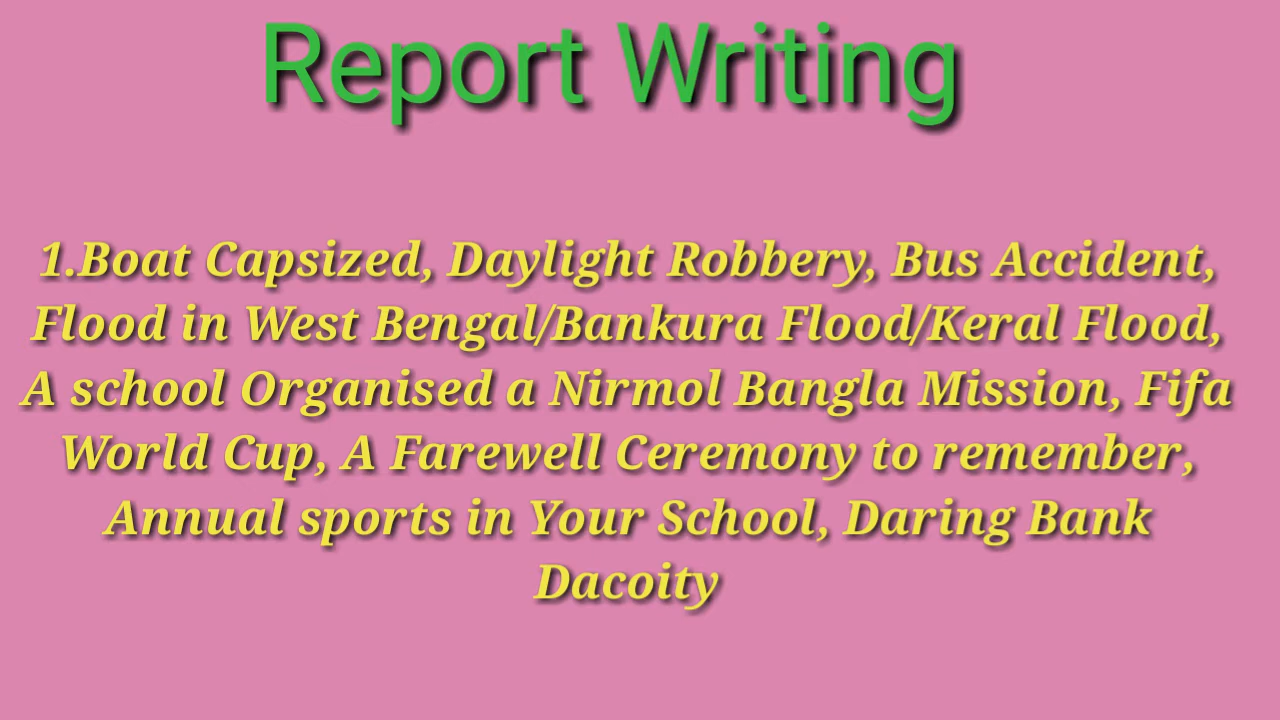 Report Writing
1.Boat Capsized, Daylight Robbery, Bus Accident,
Flood in West Bengal/Bankura Flood/Keral Flood,
A school Organised a Nirmol Bangla Mission, Fifa
World Cup, A Farewell Ceremony to remember,
Annual sports in Your School, Daring Bank
Dacoity